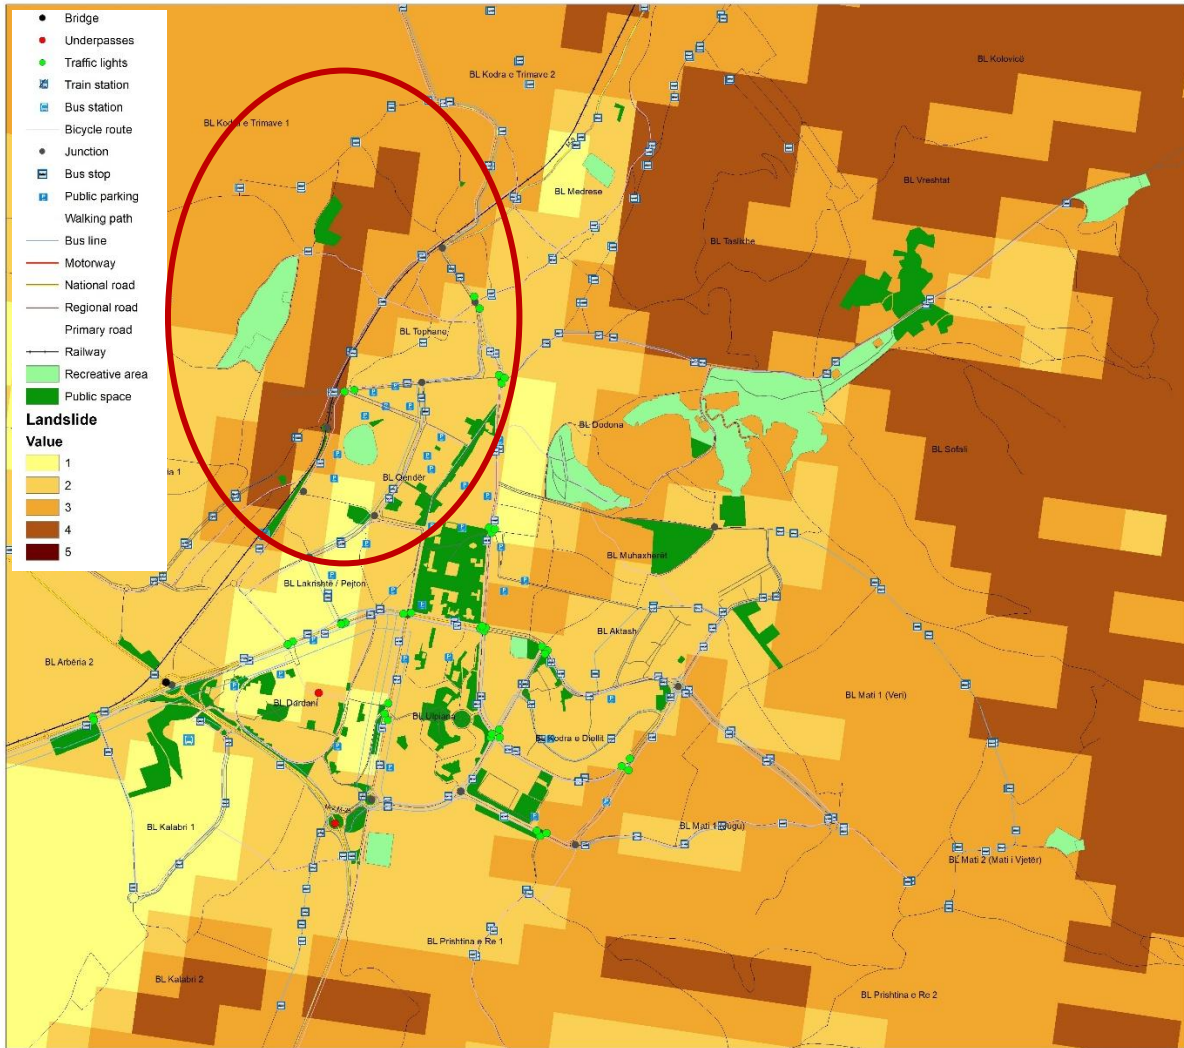 Bridge
Underpasses
Traffic lights
Train station
Bus station
Bicycle route
Junction
Bus stop
Public parking
Walking path
Bus line
Motorway
National road
Regional road
Primary road
Railway
Recreative area
Public space
Landslide
Value
1
2
3
4
5
BL Kodra e Trimave 2
BL Kolovicë
BL Kodra e Trimave 1
BL Vreshtat
BL Medrese
BL Taslixhe
BL Tophane
BL Dodona
BL Sofali
BL Qendër
BL Muhaxherët
BL Lakrishtë / Pejton
BL Aktash
BL Arbëria 2
BL Mati 1 (Veri)
BL Dardani
BL Ulpiana
BL Kodra e Diellit
BL Kalabri 1
BL Mati 1 (Jugu)
BL Mati 2 (Mati i Vjetër)
BL Prishtina e Re 1
BL Kalabri 2
BL Prishtina e Re 2